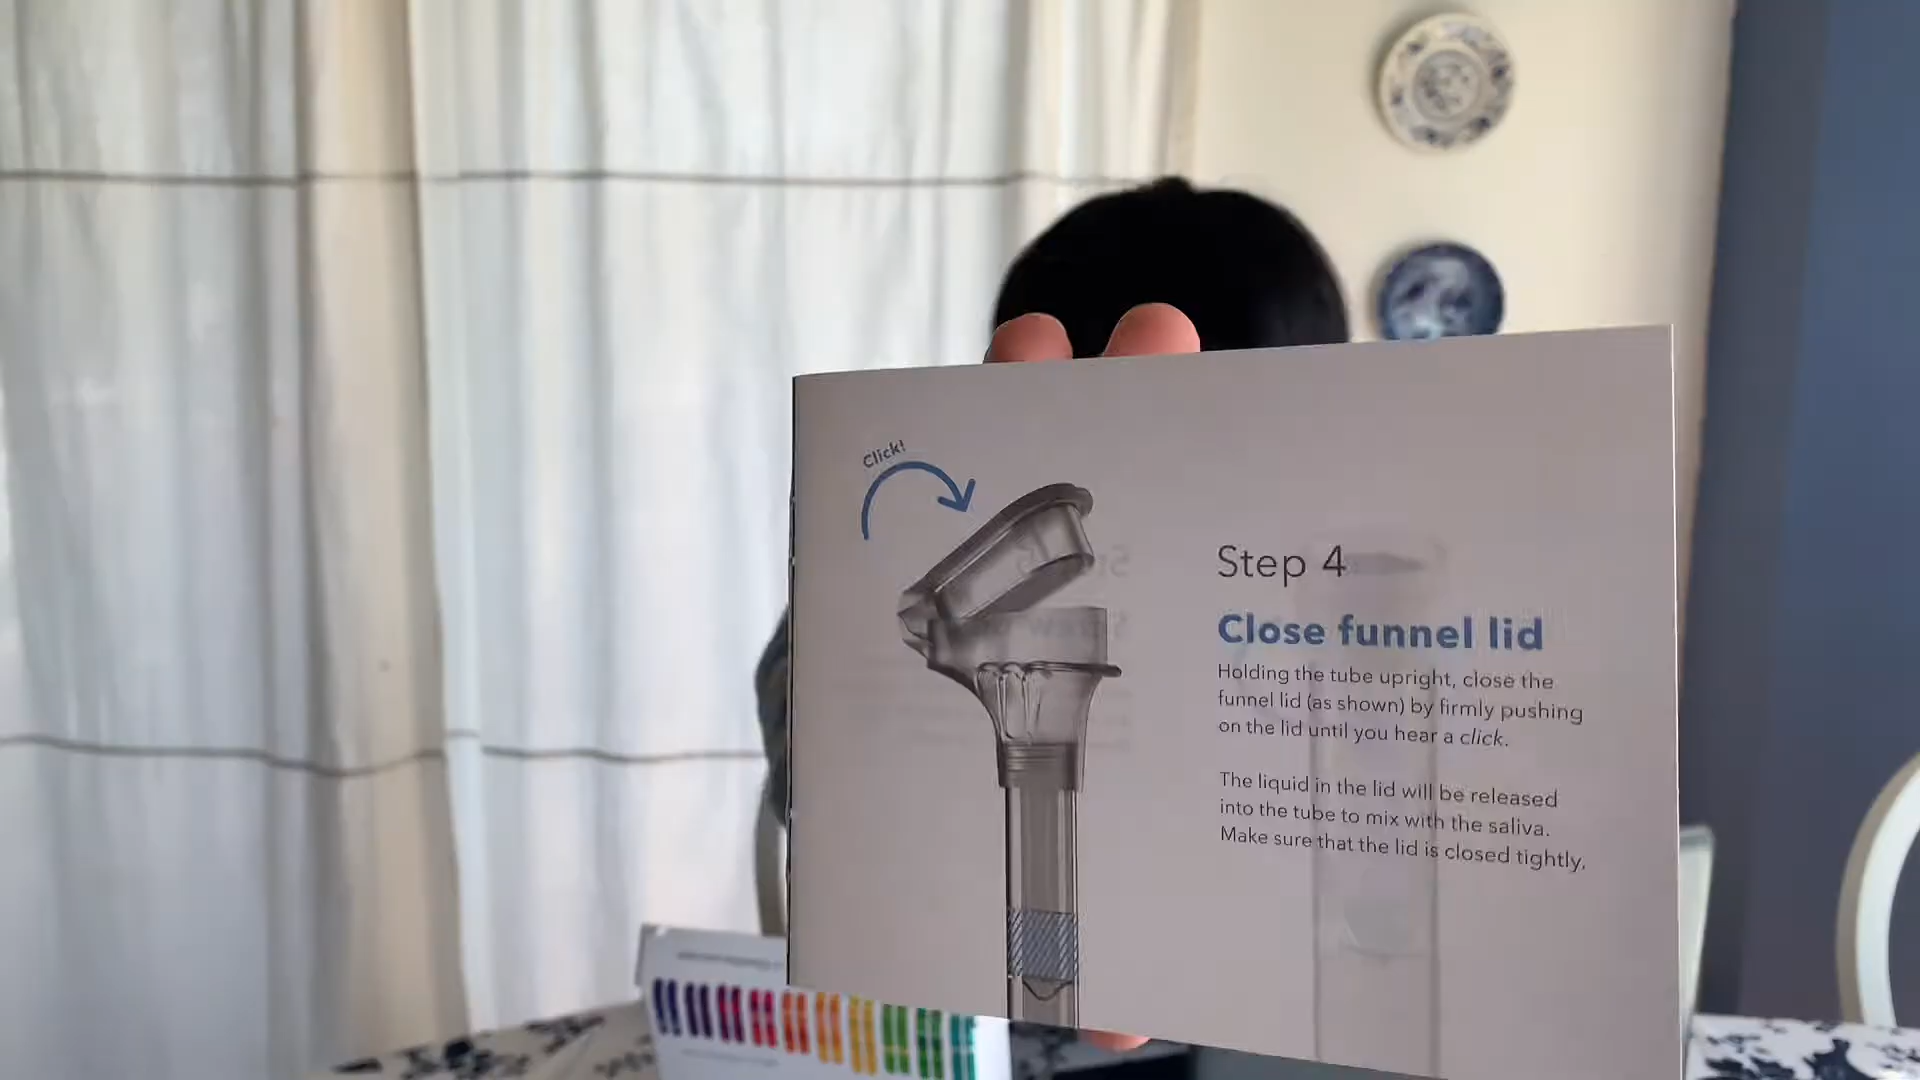 Click!
Step 4
Close funnel lid
Holding the tube upright, close the
funnel lid (as shown) by firmly pushing
on the lid until you hear a click.
The liquid in the lid will be released
into the tube to mix with the saliva.
Make sure that the lid is closed tightly.